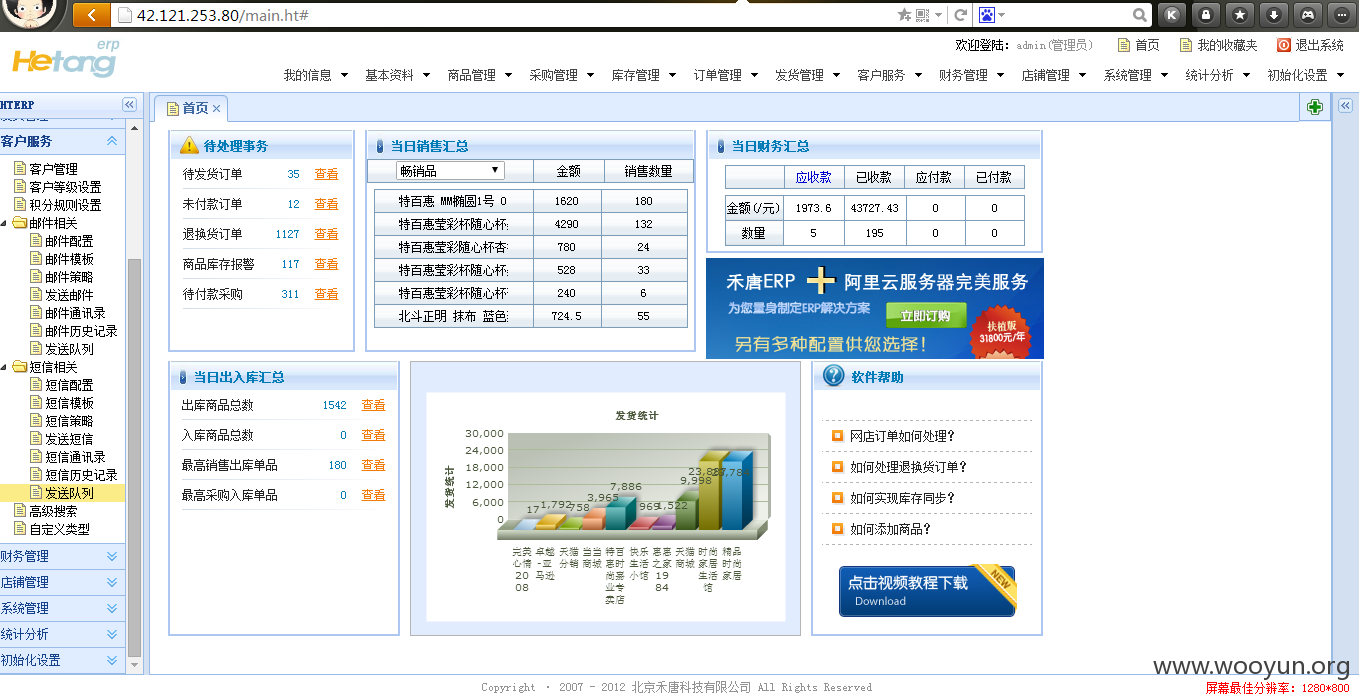 42.121.253.80/main.ht#
Hetang erp
欢迎登陆: admin(管理员) 首页 我的收藏夹 退出系统
我的信息 基本资料 商品管理 采购管理 库存管理 订单管理 发货管理 客户服务 财务管理 店铺管理 系统管理 统计分析 初始化设置
HTERP
首页
客户服务
客户管理
客户等级设置
积分规则设置
邮件相关
邮件配置
邮件模板
邮件策略
发送邮件
邮件通讯录
邮件历史记录
发送队列
短信相关
短信配置
短信模板
短信策略
发送短信
短信通讯录
短信历史记录
发送队列
高级搜索
自定义类型
财务管理
店铺管理
系统管理
统计分析
初始化设置
待处理事务
待发货订单 35 查看
未付款订单 12 查看
退换货订单 1127 查看
商品库存报警 117 查看
待付款采购 311 查看
当日销售汇总
畅销品 金额 销售数量
特百惠 MM椭圆1号 0 1620 180
特百惠莹彩杯随心杯 4290 132
特百惠莹彩随心杯杏 780 24
特百惠莹彩杯随心杯 528 33
特百惠莹彩杯随心杯 240 6
北斗正明 抹布 蓝色 724.5 55
当日财务汇总
应收款 已收款 应付款 已付款
金额(/元) 1973.6 43727.43 0 0
数量 5 195 0 0
禾唐ERP + 阿里云服务器完美服务
为您量身制定ERP解决方案 立即订购
扶植版
31800元/年
另有多种配置供您选择!
当日出入库汇总
出库商品总数 1542 查看
入库商品总数 0 查看
最高销售出库单品 180 查看
最高采购入库单品 0 查看
发货统计
发货统计
30,000
24,000
18,000
12,000
6,000
0
17 1,792 758 3,965 7,886 969 1,522 9,998
完美心情2008
卓越-亚马逊
天猫分销
当当商城
特百惠时尚嘉业专卖店
快乐生活小馆
惠惠之家1984
天猫商城
时尚家居生活馆
精品时尚家居
软件帮助
网店订单如何处理?
如何处理退换货订单?
如何实现库存同步?
如何添加商品?
点击视频教程下载
Download
NEW
www.wooyun.org
Copyright · 2007 - 2012 北京禾唐科技有限公司 All Rights Reserved
屏幕最佳分辨率: 1280*800